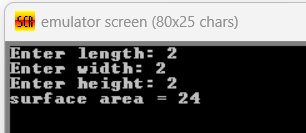 emulator screen (80x25 chars)
Enter length: 2
Enter width: 2
Enter height: 2
surface area = 24